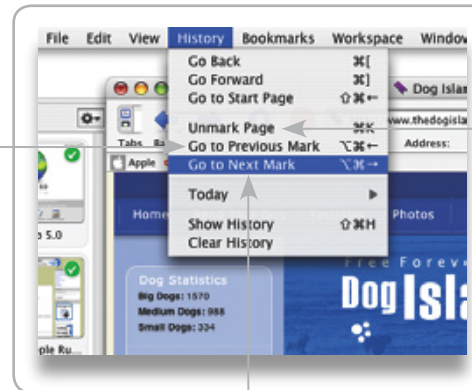 File Edit View History Bookmarks Workspace Window
Go Back ⌘[
Go Forward ⌘]
Go to Start Page ⇧⌘←
Dog Islan
Unmark Page ⌘K
www.thedogisla
Tabs
Go to Previous Mark ⌥⌘←
Address:
Apple
Go to Next Mark ⌥⌘→
Today ▶
Home
Photos
Show History ⇧⌘H
5.0
Clear History
Free Forev
Dog Statistics
Big Dogs: 1570
Medium Dogs: 988
Small Dogs: 334
Dog Isla
ple Ru...